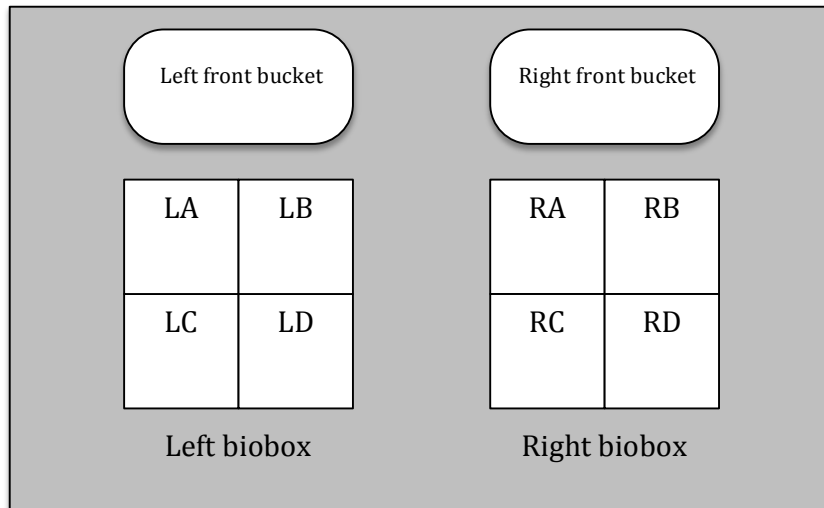 Left front bucket
Right front bucket
LA LB
RA RB
LC LD
RC RD
Left biobox
Right biobox